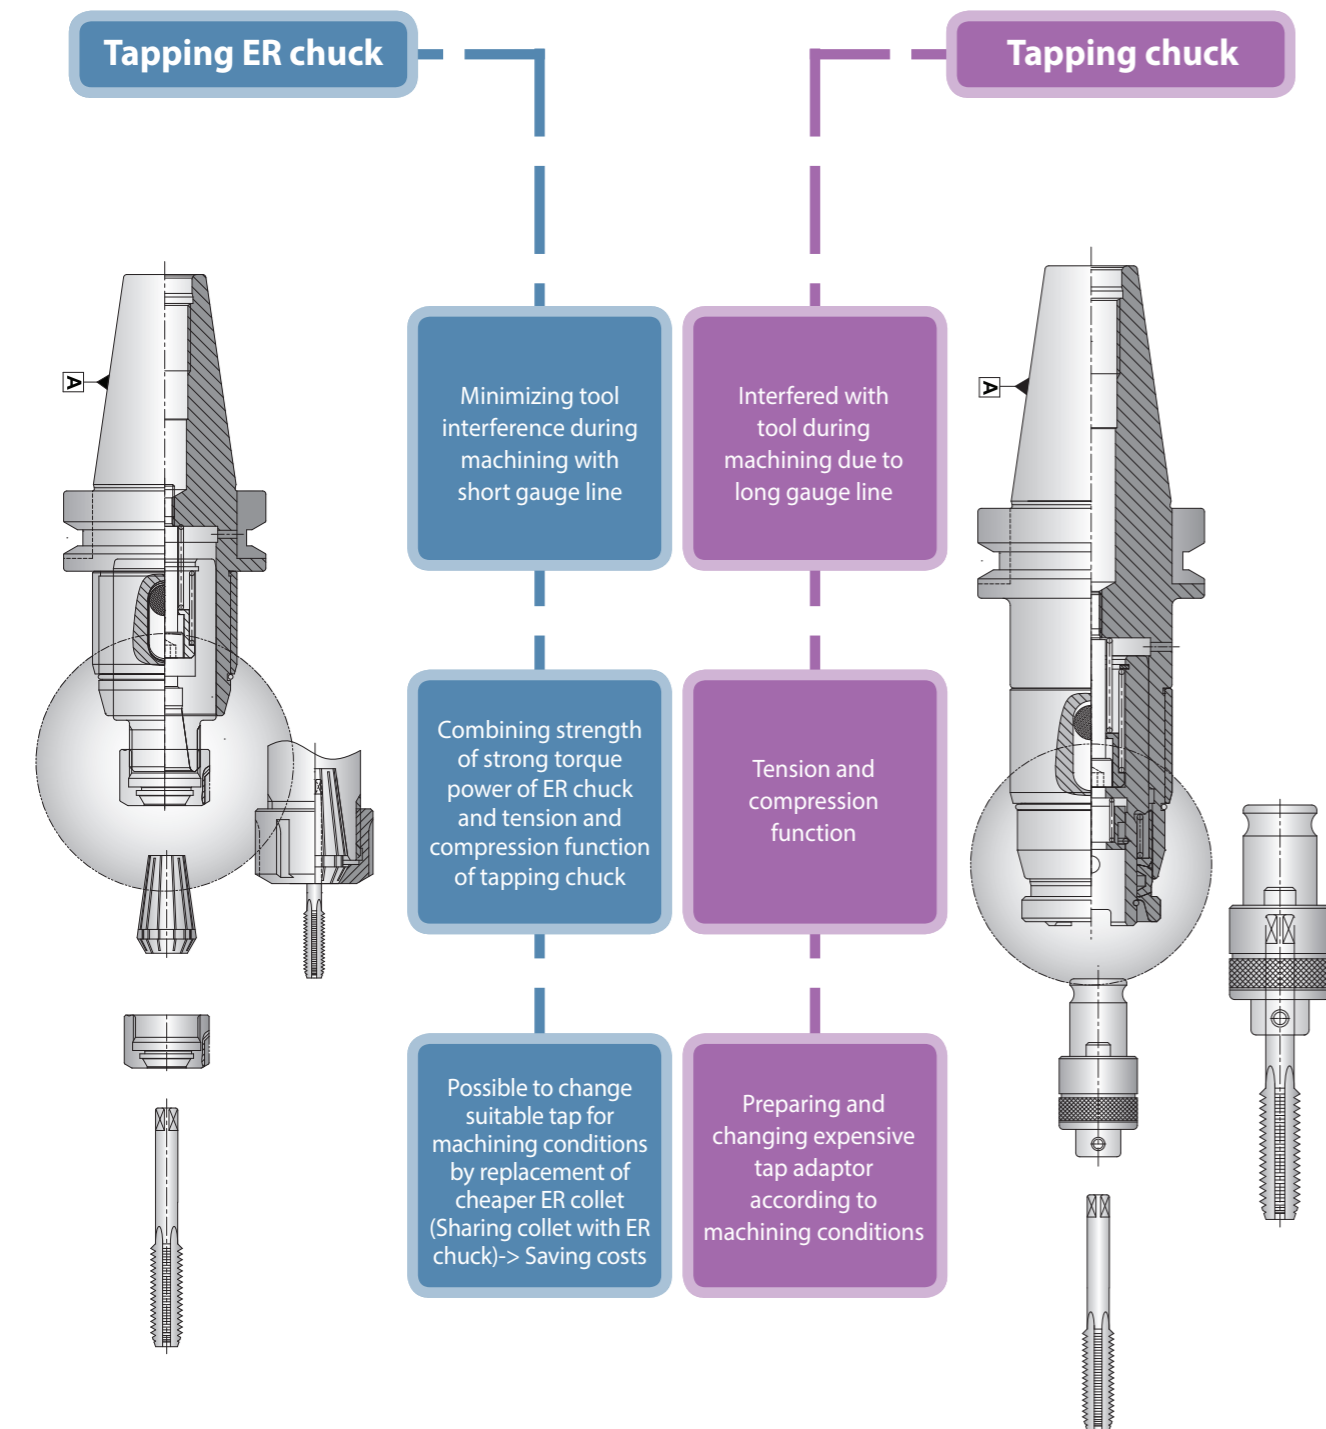 Tapping ER chuck
Tapping chuck
Minimizing tool
interference during
machining with
short gauge line
Interfered with
tool during
machining due to
long gauge line
A
A
Combining strength
of strong torque
power of ER chuck
and tension and
compression function
of tapping chuck
Tension and
compression
function
Possible to change
suitable tap for
machining conditions
by replacement of
cheaper ER collet
(Sharing collet with ER
chuck)-> Saving costs
Preparing and
changing expensive
tap adaptor
according to
machining conditions